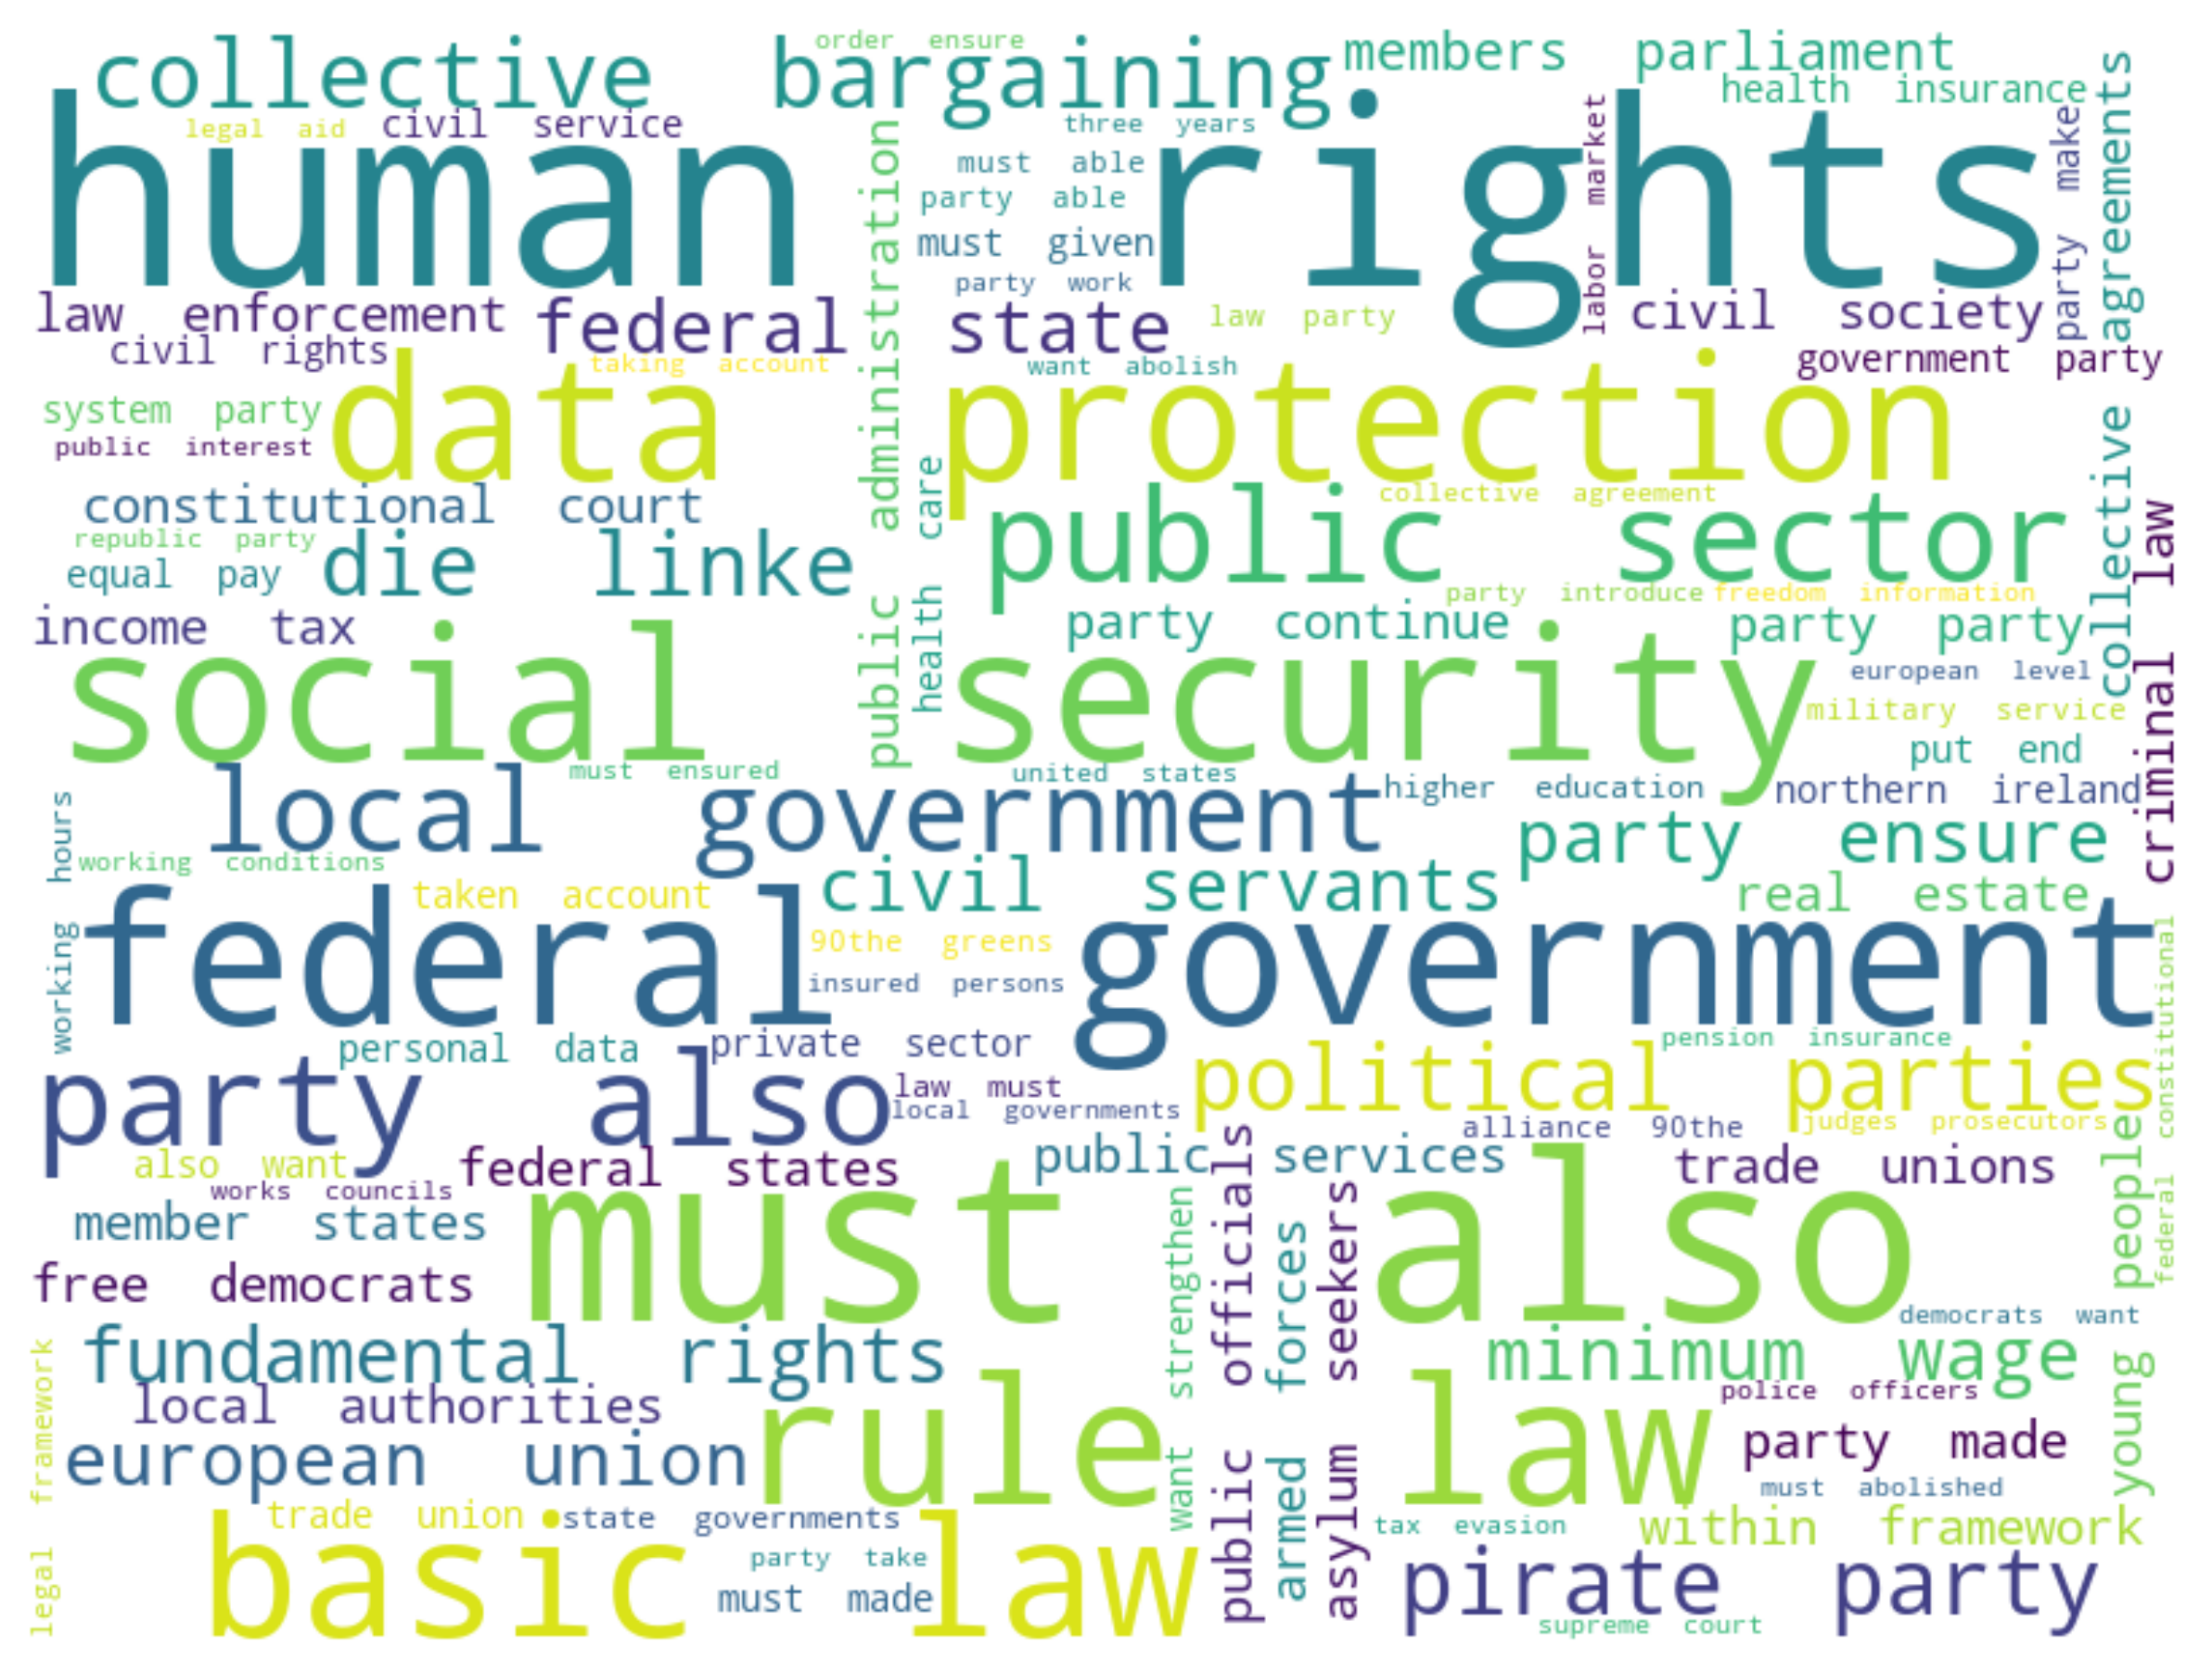 order ensure
collective bargaining
members parliament
health insurance
legal aid
civil service
three years
human rights
must able
party able
must given
party work
labor market
party make
collective agreements
public administration
law enforcement
federal state
law party
civil society
civil rights
taking account
want abolish
government party
system party
data protection
public interest
health care
constitutional court
collective agreement
public sector
criminal law
republic party
die linke
equal pay
party introduce
freedom information
income tax
party continue
party party
social security
european level
military service
put end
must ensured
united states
local government
higher education
northern ireland
working hours
party ensure
working conditions
civil servants
taken account
real estate
federal government
90the greens
insured persons
federal constitutional
personal data
private sector
pension insurance
party also
law must
political parties
local governments
judges prosecutors
alliance 90the
also want
federal states
public services
trade unions
works councils
member states
must also
want strengthen
public officials
armed forces
asylum seekers
young people
free democrats
democrats want
fundamental rights
minimum wage
legal framework
local authorities
rule law
police officers
european union
party made
must abolished
trade union
state governments
tax evasion
within framework
basic law
party take
must made
pirate party
supreme court